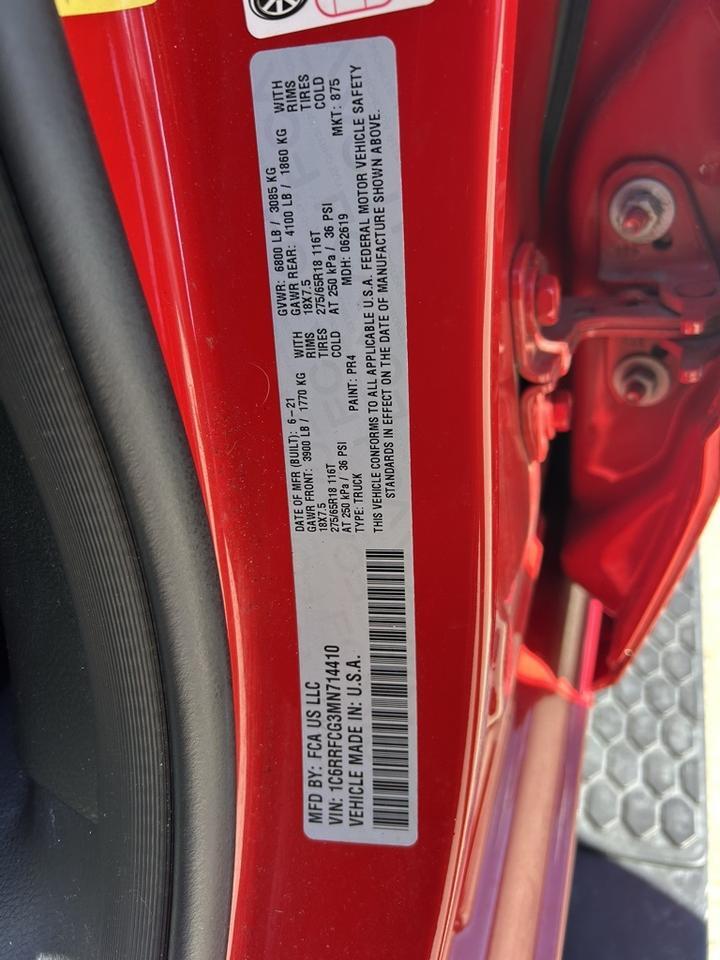 MFD BY: FCA US LLC
VIN: 1C6RRFCG3MN714410
VEHICLE MADE IN: U.S.A.
DATE OF MFR (BUILT): 6-21
GVWR: 6800 LB / 3085 KG
GAWR FRONT: 3900 LB / 1770 KG WITH
GAWR REAR: 4100 LB / 1860 KG WITH
18X7.5 RIMS
18X7.5 RIMS
275/65R18 116T TIRES
275/65R18 116T TIRES
AT 250 kPa / 36 PSI COLD
AT 250 kPa / 36 PSI COLD
TYPE: TRUCK PAINT: PR4 MDH: 062619 MKT: 875
THIS VEHICLE CONFORMS TO ALL APPLICABLE U.S.A. FEDERAL MOTOR VEHICLE SAFETY
STANDARDS IN EFFECT ON THE DATE OF MANUFACTURE SHOWN ABOVE.